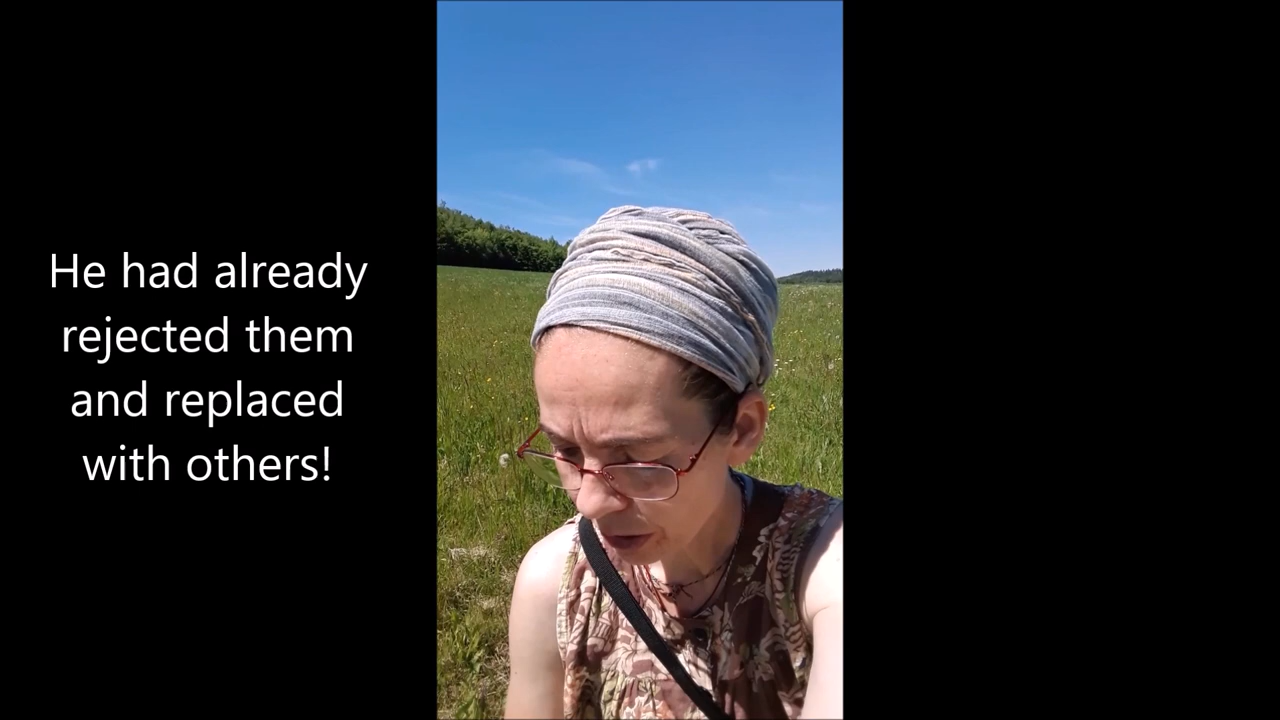 He had already
rejected them
and replaced
with others!